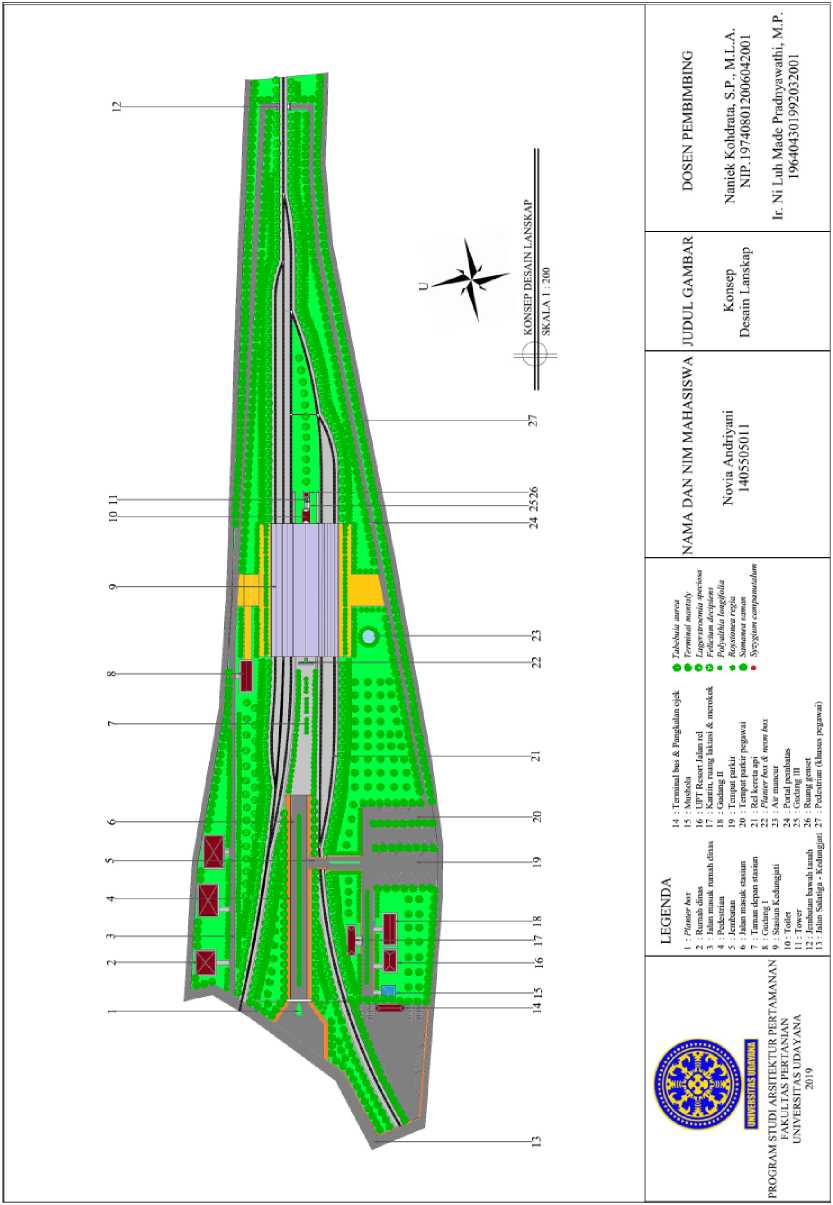 1
2
3
4
5
6
7
8
9
10
11
12
13
14
15
16
17
18
19
20
21
22
23
24
25
26
27
U
KONSEP DESAIN LANSKAP
SKALA 1 : 200
UNIVERSITAS UDAYANA
PROGRAM STUDI ARSITEKTUR PERTAMANAN
FAKULTAS PERTANIAN
UNIVERSITAS UDAYANA
2019
LEGENDA
1 : Planter box
2 : Rumah dinas
3 : Jalan masuk rumah dinas
4 : Pedestrian
5 : Jembatan
6 : Jalan masuk stasiun
7 : Taman depan stasiun
8 : Gudang I
9 : Stasiun Kedungjati
10 : Toilet
11 : Tower
12 : Jembatan bawah tanah
13 : Jalan Salatiga - Kedungjati
14 : Terminal bus & Pangkalan ojek
15 : Mushola
16 : UPT Resort Jalan rel
17 : Kantin, ruang laktasi & merokok
18 : Gudang II
19 : Tempat parkir
20 : Tempat parkir pegawai
21 : Rel kereta api
22 : Planter box & neon box
23 : Air mancur
24 : Portal pembatas
25 : Gudang III
26 : Ruang genset
27 : Pedestrian (khusus pegawai)
Tabebuia aurea
Terminal mantaly
Lagerstroemia speciosa
Felicium decipiens
Polyalthia longifolia
Roystonea regia
Samanea saman
Syzygium campanulatum
NAMA DAN NIM MAHASISWA
Novia Andriyani
1405505011
JUDUL GAMBAR
Konsep
Desain Lanskap
DOSEN PEMBIMBING
Naniek Kohdrata, S.P., M.L.A.
NIP.197408012006042001
Ir. Ni Luh Made Pradnyawathi, M.P.
196404301992032001